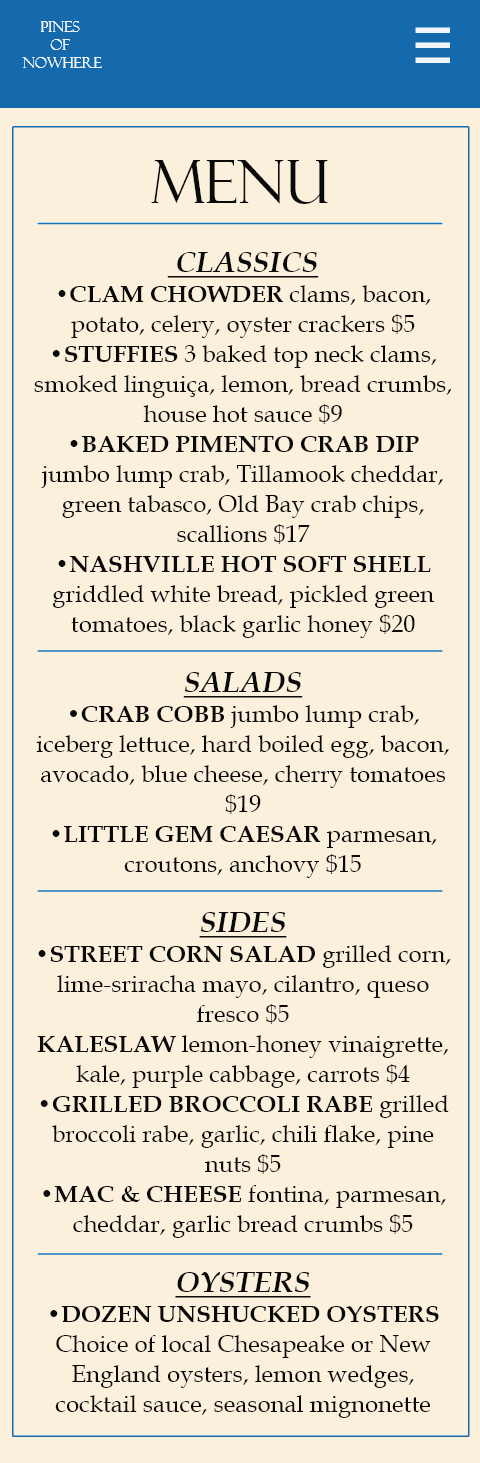 PINES
OF
NOWHERE
MENU
CLASSICS
•CLAM CHOWDER clams, bacon,
potato, celery, oyster crackers $5
•STUFFIES 3 baked top neck clams,
smoked linguiça, lemon, bread crumbs,
house hot sauce $9
•BAKED PIMENTO CRAB DIP
jumbo lump crab, Tillamook cheddar,
green tabasco, Old Bay crab chips,
scallions $17
•NASHVILLE HOT SOFT SHELL
griddled white bread, pickled green
tomatoes, black garlic honey $20
SALADS
•CRAB COBB jumbo lump crab,
iceberg lettuce, hard boiled egg, bacon,
avocado, blue cheese, cherry tomatoes
$19
•LITTLE GEM CAESAR parmesan,
croutons, anchovy $15
SIDES
•STREET CORN SALAD grilled corn,
lime-sriracha mayo, cilantro, queso
fresco $5
KALESLAW lemon-honey vinaigrette,
kale, purple cabbage, carrots $4
•GRILLED BROCCOLI RABE grilled
broccoli rabe, garlic, chili flake, pine
nuts $5
•MAC & CHEESE fontina, parmesan,
cheddar, garlic bread crumbs $5
OYSTERS
•DOZEN UNSHUCKED OYSTERS
Choice of local Chesapeake or New
England oysters, lemon wedges,
cocktail sauce, seasonal mignonette